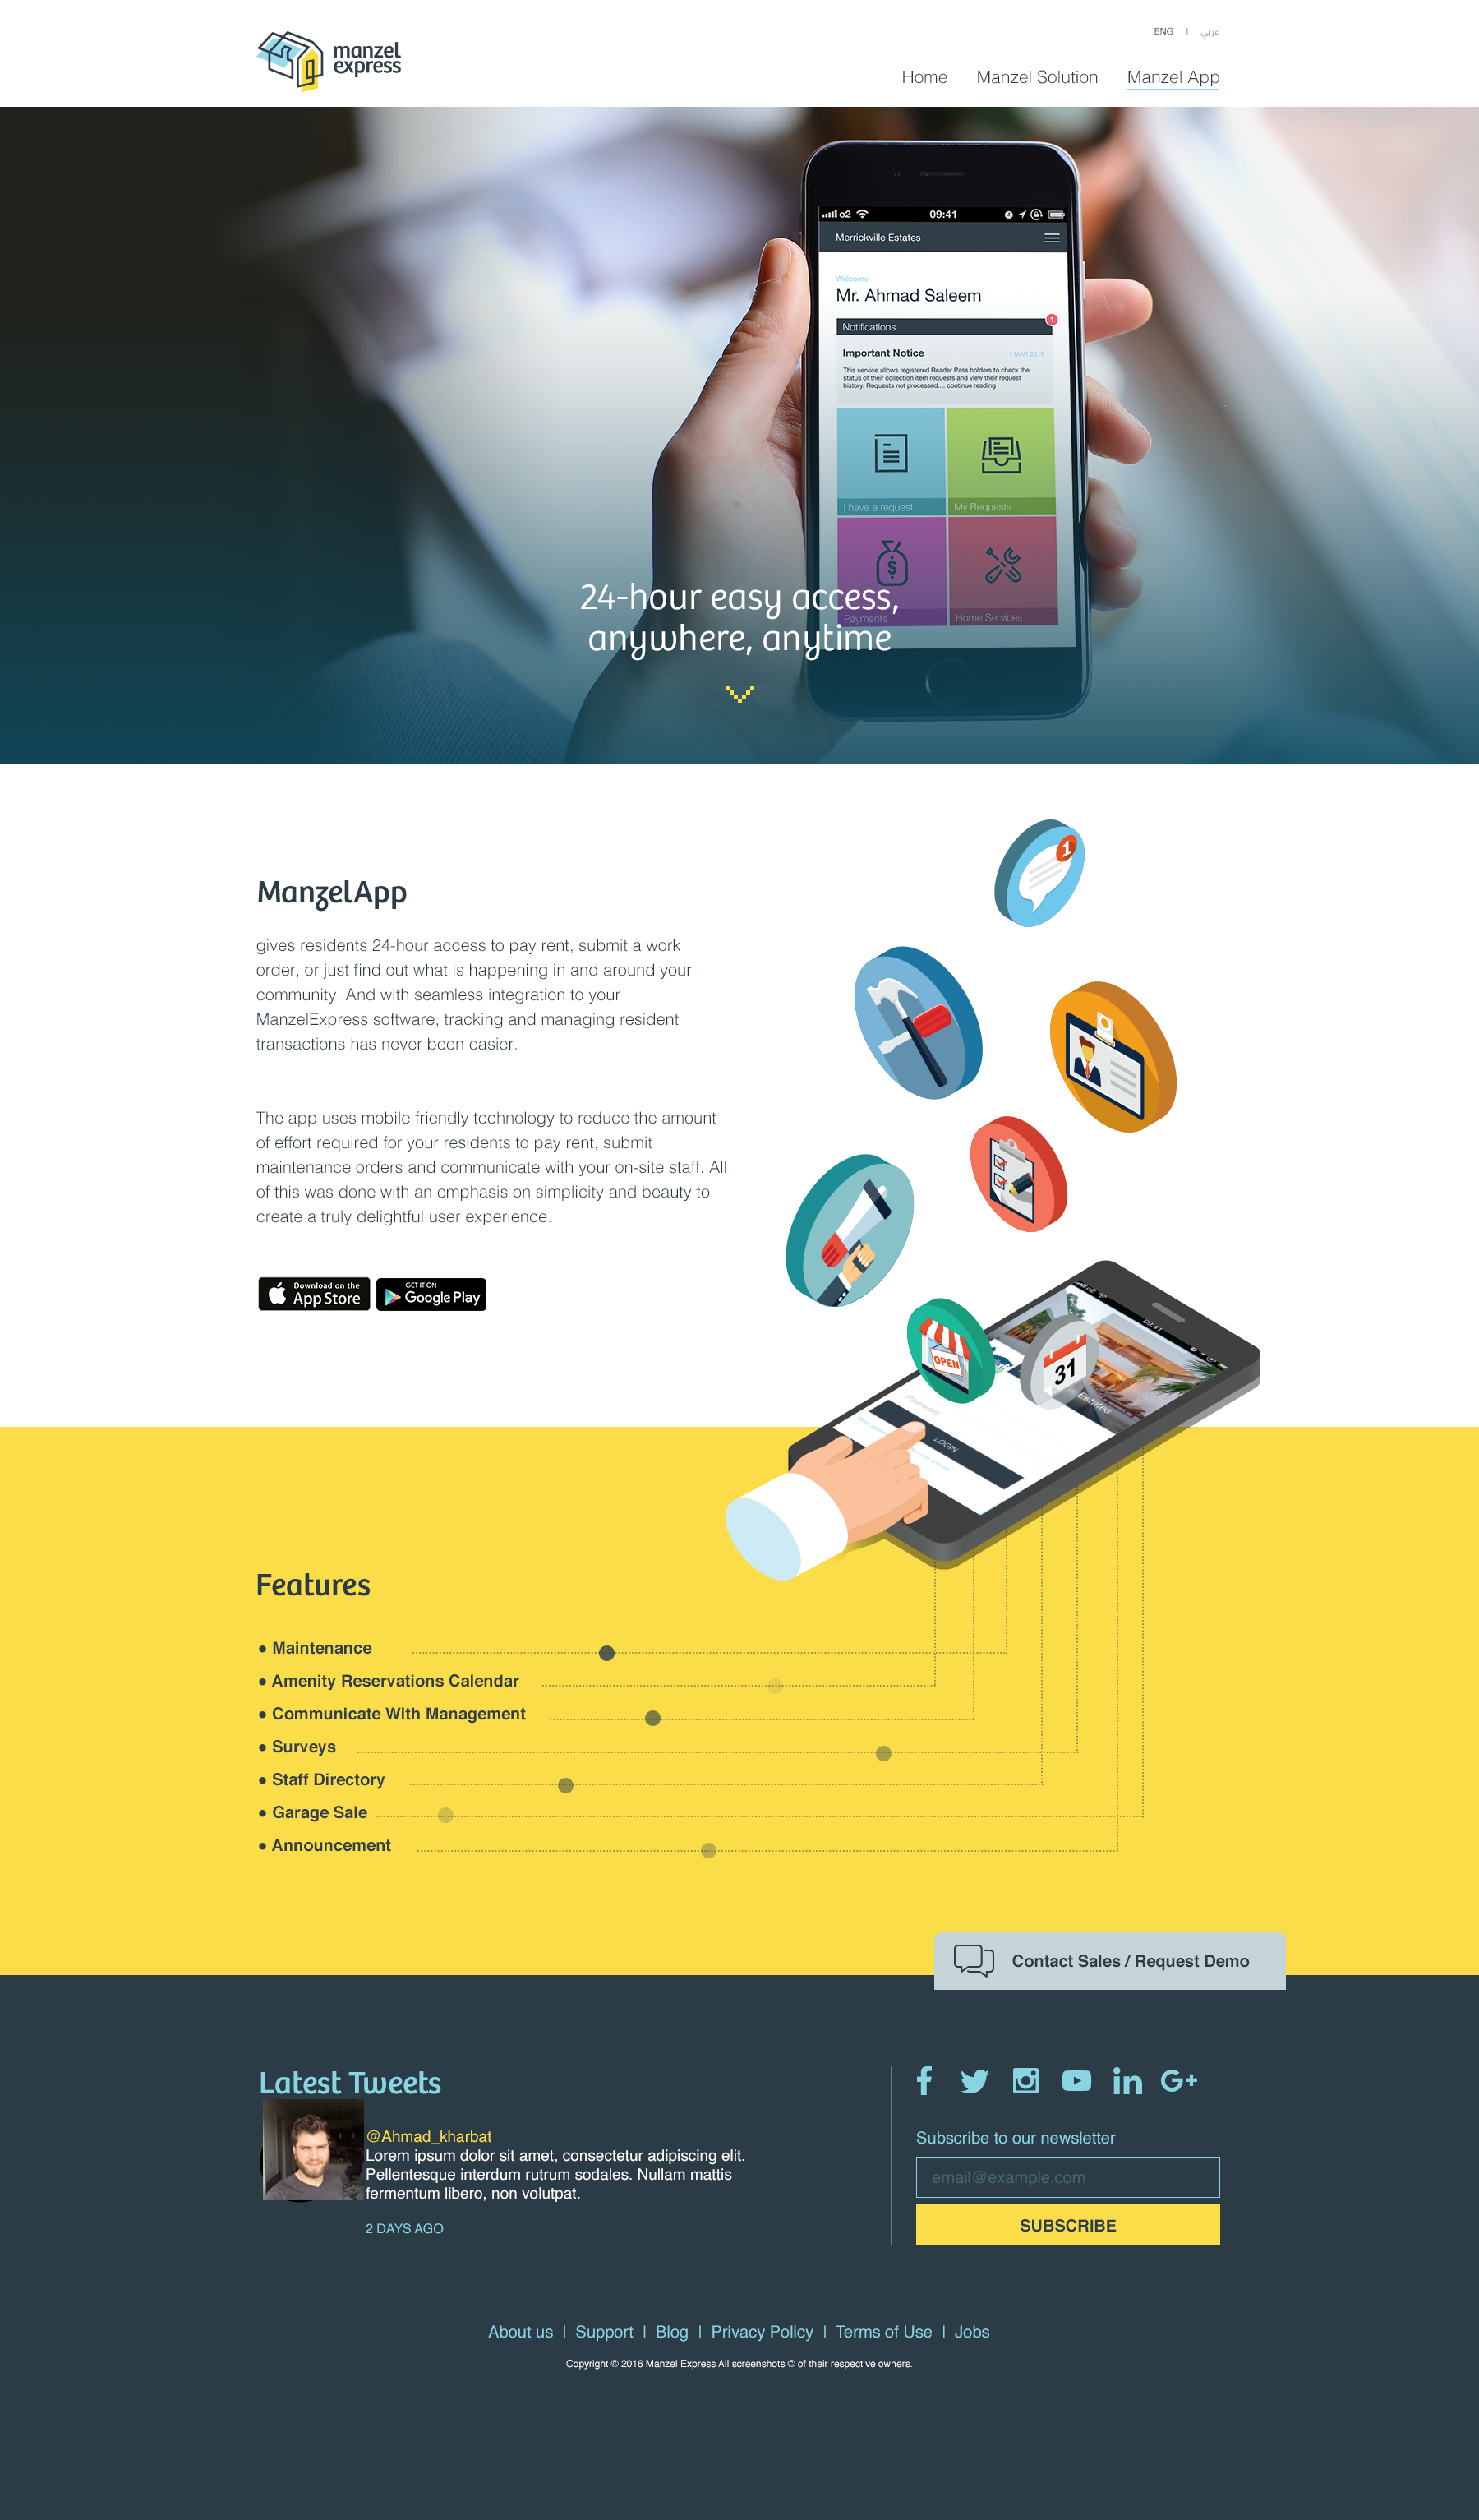 manzel
express
ENG | عربي
Home Manzel Solution Manzel App
o2 09:41
Merrickville Estates
Welcome
Mr. Ahmad Saleem
1
Notifications
Important Notice 11 MAR 2016
This service allows registered Reader Pass holders to check the
status of their collection item requests and view their request
history. Requests not processed.... continue reading
I have a request My Requests
$
Payments Home Services
24-hour easy access,
anywhere, anytime
1
ManzelApp
gives residents 24-hour access to pay rent, submit a work
order, or just find out what is happening in and around your
community. And with seamless integration to your
ManzelExpress software, tracking and managing resident
transactions has never been easier.
The app uses mobile friendly technology to reduce the amount
of effort required for your residents to pay rent, submit
maintenance orders and communicate with your on-site staff. All
of this was done with an emphasis on simplicity and beauty to
create a truly delightful user experience.
Download on the
App Store
GET IT ON
Google Play
09:41
OPEN
31
Estates
Password
LOGIN
Features
• Maintenance
• Amenity Reservations Calendar
• Communicate With Management
• Surveys
• Staff Directory
• Garage Sale
• Announcement
Contact Sales / Request Demo
Latest Tweets
@Ahmad_kharbat
Lorem ipsum dolor sit amet, consectetur adipiscing elit.
Pellentesque interdum rutrum sodales. Nullam mattis
fermentum libero, non volutpat.
2 DAYS AGO
f in G+
Subscribe to our newsletter
email@example.com
SUBSCRIBE
About us | Support | Blog | Privacy Policy | Terms of Use | Jobs
Copyright © 2016 Manzel Express All screenshots © of their respective owners.